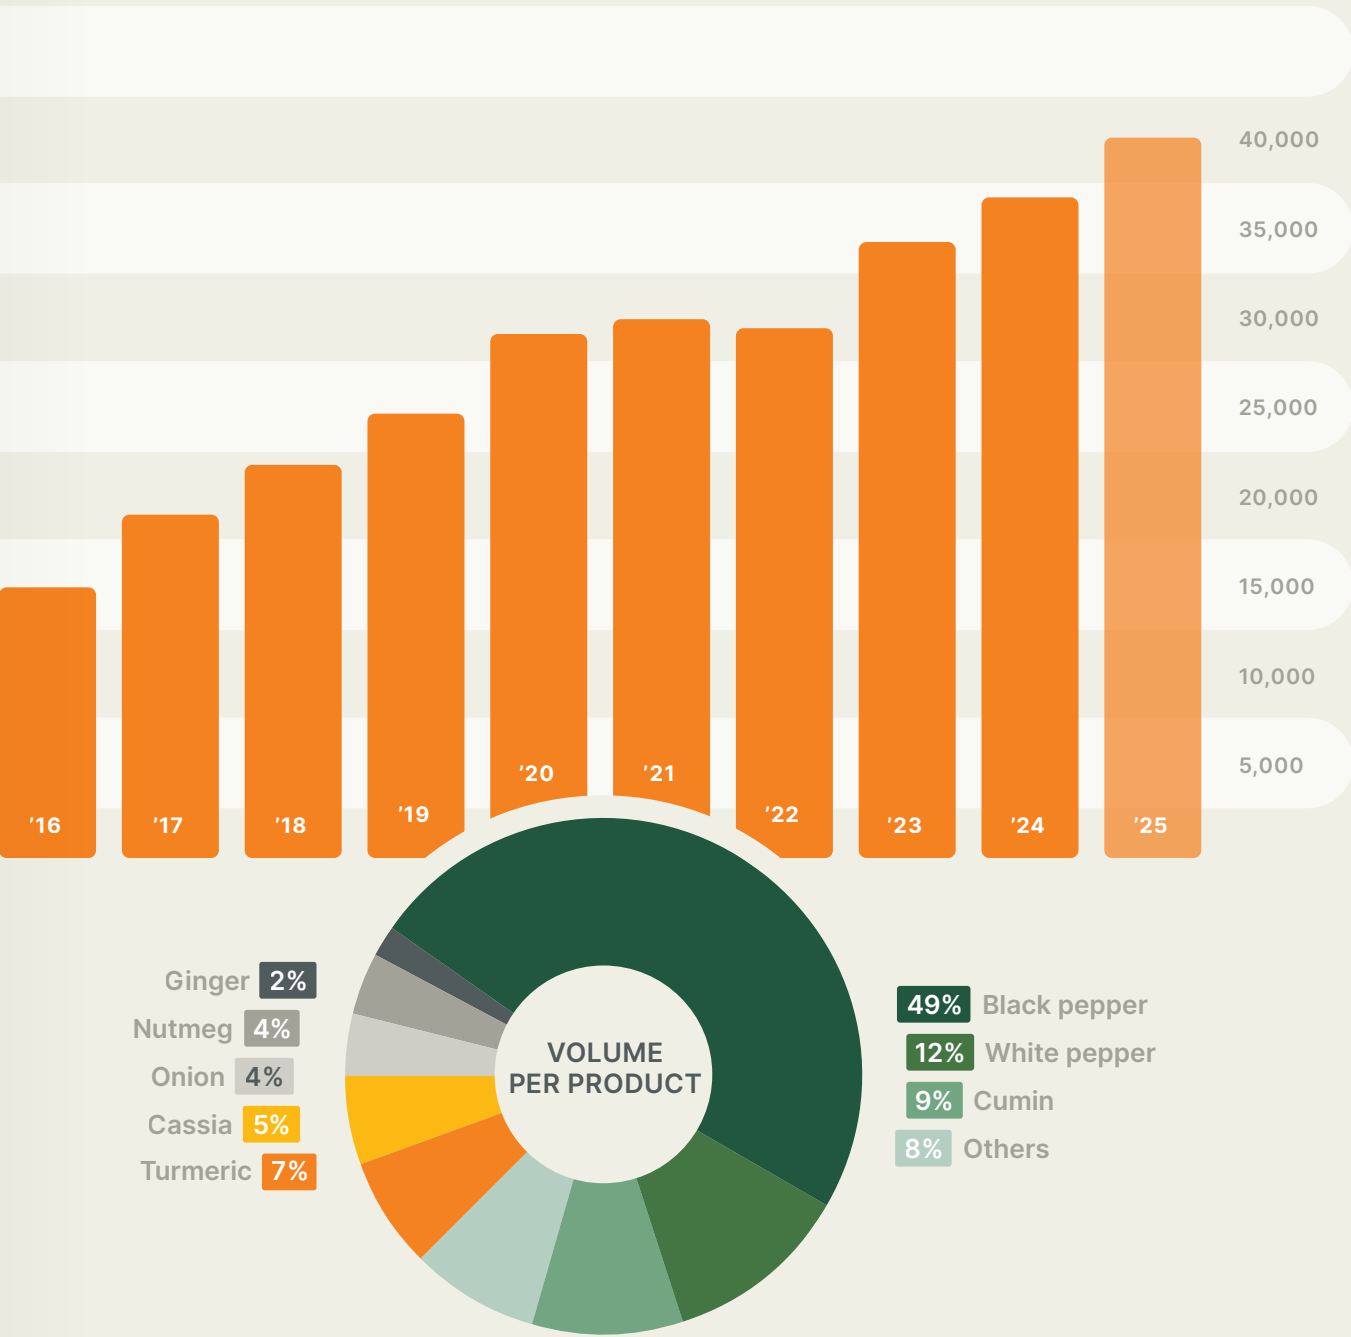 40,000
35,000
30,000
25,000
20,000
15,000
10,000
5,000
’16
’17
’18
’19
’20
’21
’22
’23
’24
’25
VOLUME
PER PRODUCT
Ginger 2%
Nutmeg 4%
Onion 4%
Cassia 5%
Turmeric 7%
49% Black pepper
12% White pepper
9% Cumin
8% Others